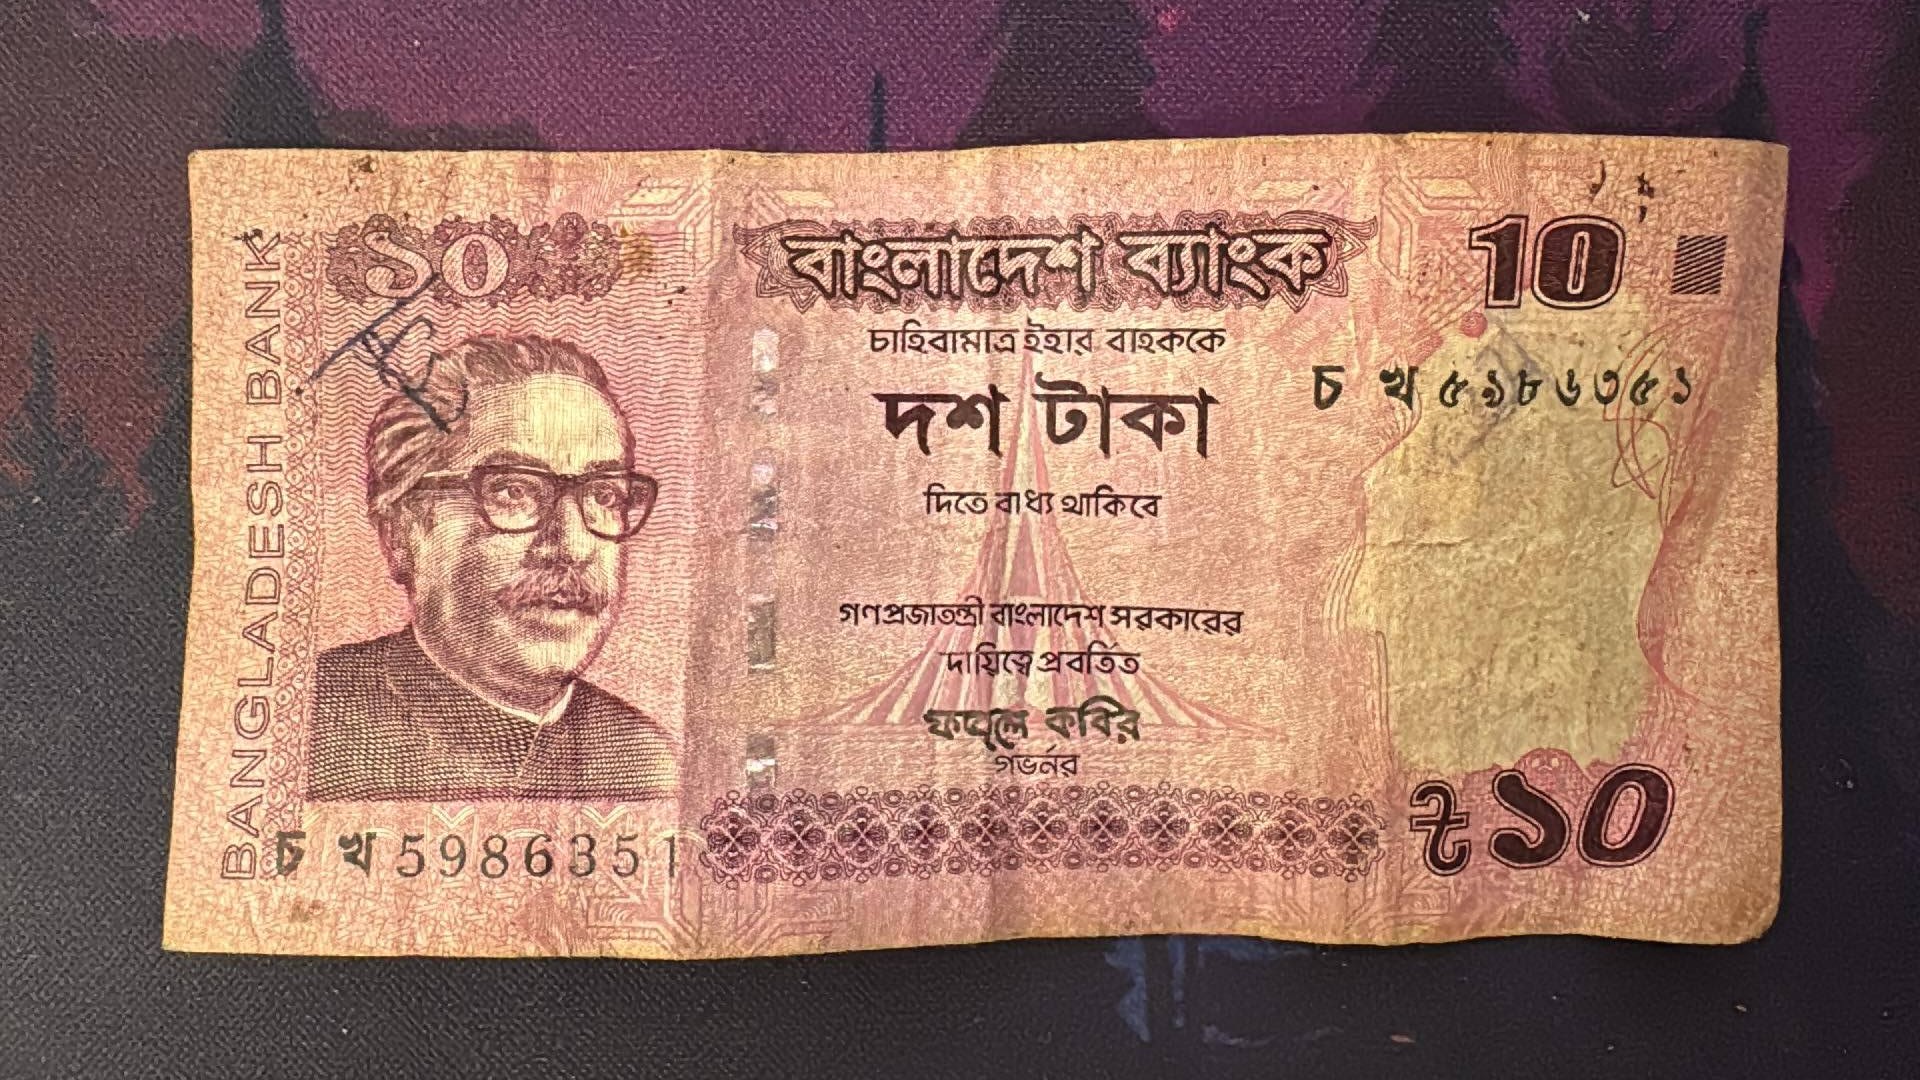 BANGLADESH BANK
১০
বাংলাদেশ ব্যাংক
10
চাহিবামাত্র ইহার বাহককে
চ খ ৫৯৮৬৩৫১
দশ টাকা
দিতে বাধ্য থাকিবে
গণপ্রজাতন্ত্রী বাংলাদেশ সরকারের
দায়িত্বে প্রবর্তিত
ফজলে কবির
গভর্নর
৳১০
চ খ 5986351